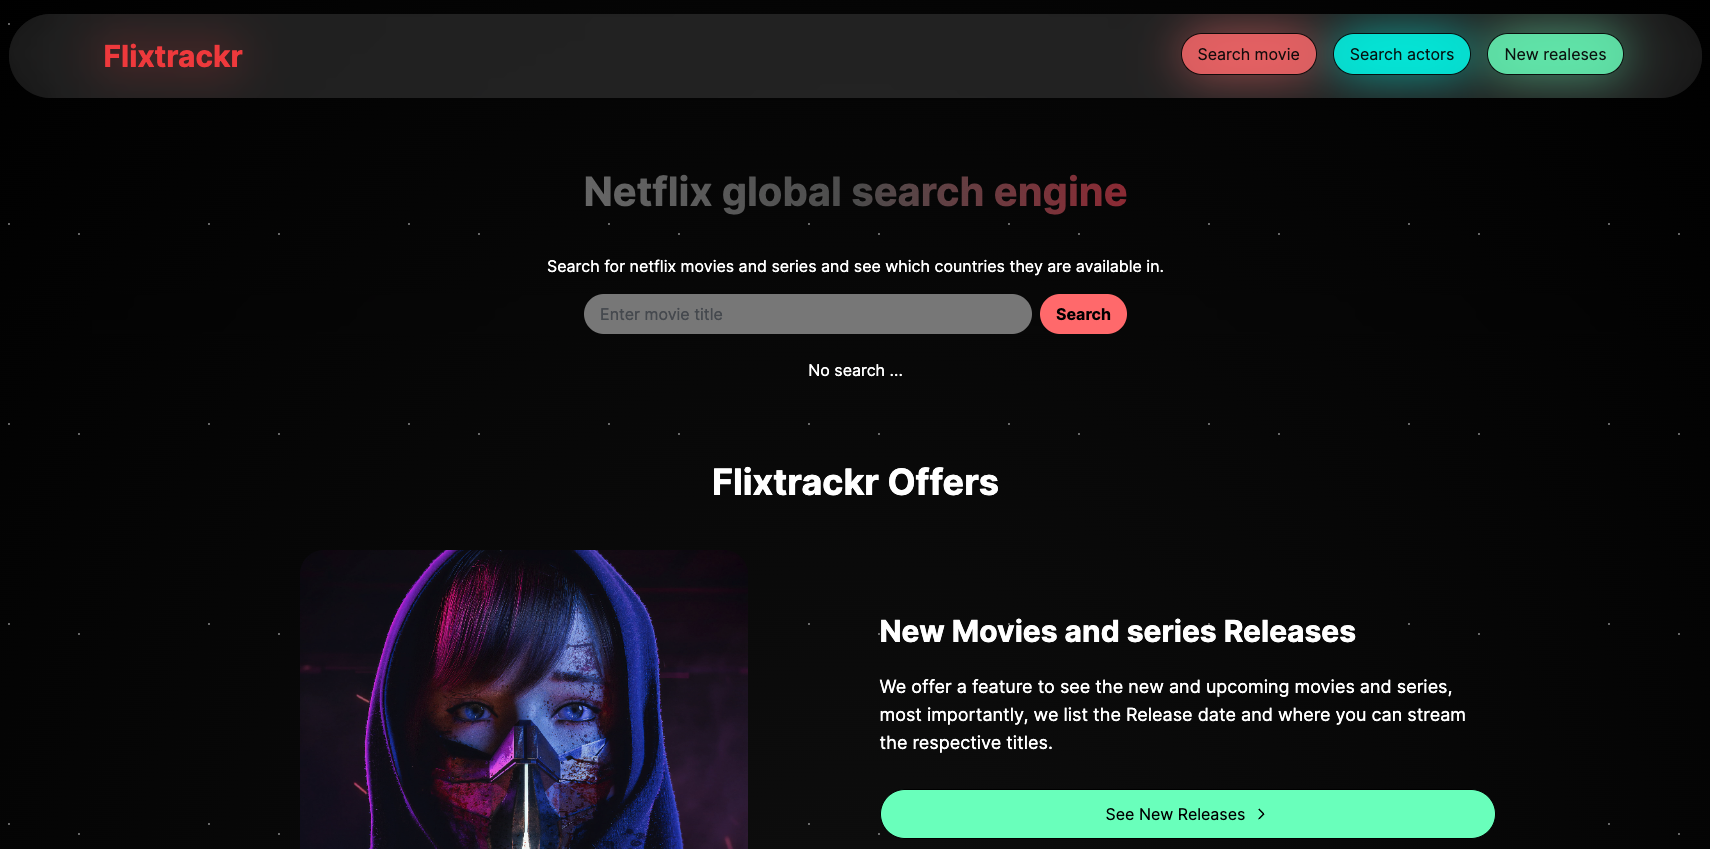 Flixtrackr
Search movie
Search actors
New realeses
Netflix global search engine
Search for netflix movies and series and see which countries they are available in.
Enter movie title
Search
No search ...
Flixtrackr Offers
New Movies and series Releases
We offer a feature to see the new and upcoming movies and series,
most importantly, we list the Release date and where you can stream
the respective titles.
See New Releases